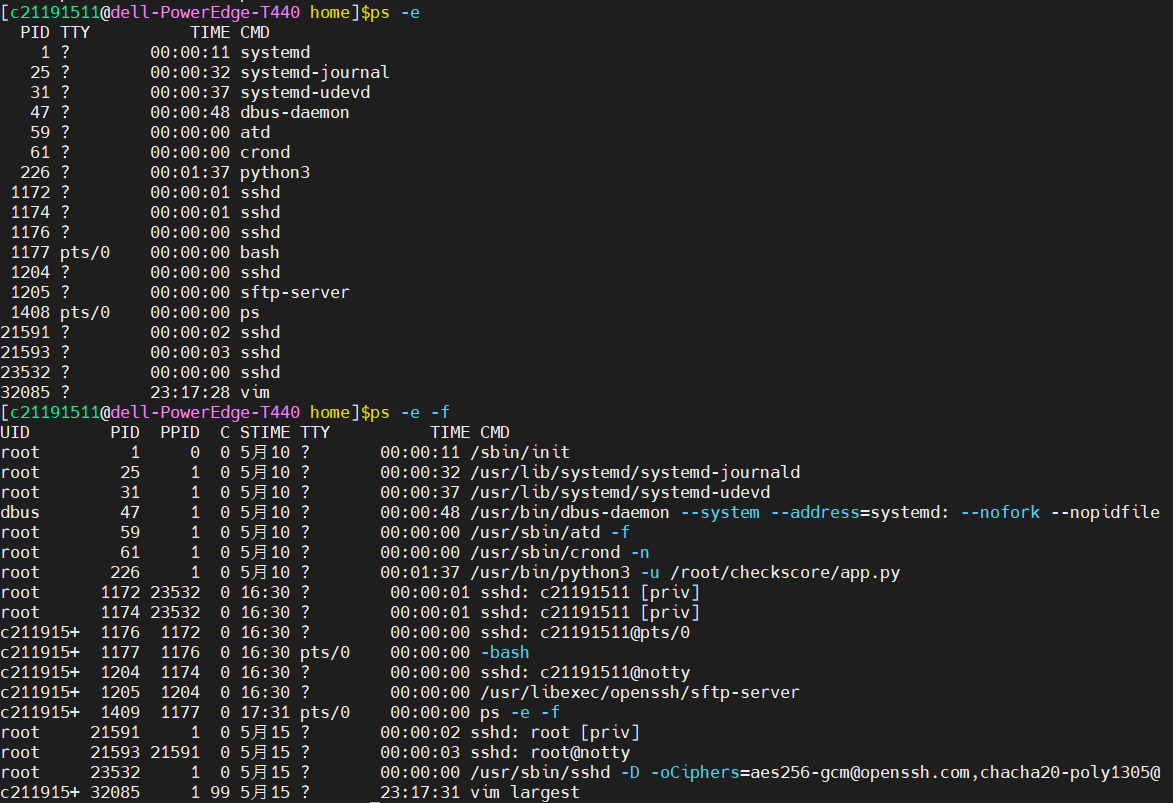 [c21191511@dell-PowerEdge-T440 home]$ps -e
  PID TTY          TIME CMD
    1 ?        00:00:11 systemd
   25 ?        00:00:32 systemd-journal
   31 ?        00:00:37 systemd-udevd
   47 ?        00:00:48 dbus-daemon
   59 ?        00:00:00 atd
   61 ?        00:00:00 crond
  226 ?        00:01:37 python3
 1172 ?        00:00:01 sshd
 1174 ?        00:00:01 sshd
 1176 ?        00:00:00 sshd
 1177 pts/0    00:00:00 bash
 1204 ?        00:00:00 sshd
 1205 ?        00:00:00 sftp-server
 1408 pts/0    00:00:00 ps
21591 ?        00:00:02 sshd
21593 ?        00:00:03 sshd
23532 ?        00:00:00 sshd
32085 ?        23:17:28 vim
[c21191511@dell-PowerEdge-T440 home]$ps -e -f
UID        PID  PPID  C STIME TTY          TIME CMD
root         1     0  0 5月10 ?       00:00:11 /sbin/init
root        25     1  0 5月10 ?       00:00:32 /usr/lib/systemd/systemd-journald
root        31     1  0 5月10 ?       00:00:37 /usr/lib/systemd/systemd-udevd
dbus        47     1  0 5月10 ?       00:00:48 /usr/bin/dbus-daemon --system --address=systemd: --nofork --nopidfile
root        59     1  0 5月10 ?       00:00:00 /usr/sbin/atd -f
root        61     1  0 5月10 ?       00:00:00 /usr/sbin/crond -n
root       226     1  0 5月10 ?       00:01:37 /usr/bin/python3 -u /root/checkscore/app.py
root      1172 23532  0 16:30 ?        00:00:01 sshd: c21191511 [priv]
root      1174 23532  0 16:30 ?        00:00:01 sshd: c21191511 [priv]
c211915+  1176  1172  0 16:30 ?        00:00:00 sshd: c21191511@pts/0
c211915+  1177  1176  0 16:30 pts/0    00:00:00 -bash
c211915+  1204  1174  0 16:30 ?        00:00:00 sshd: c21191511@notty
c211915+  1205  1204  0 16:30 ?        00:00:00 /usr/libexec/openssh/sftp-server
c211915+  1409  1177  0 17:31 pts/0    00:00:00 ps -e -f
root     21591     1  0 5月15 ?       00:00:02 sshd: root [priv]
root     21593 21591  0 5月15 ?       00:00:03 sshd: root@notty
root     23532     1  0 5月15 ?       00:00:00 /usr/sbin/sshd -D -oCiphers=aes256-gcm@openssh.com,chacha20-poly1305@
c211915+ 32085     1 99 5月15 ?       23:17:31 vim largest